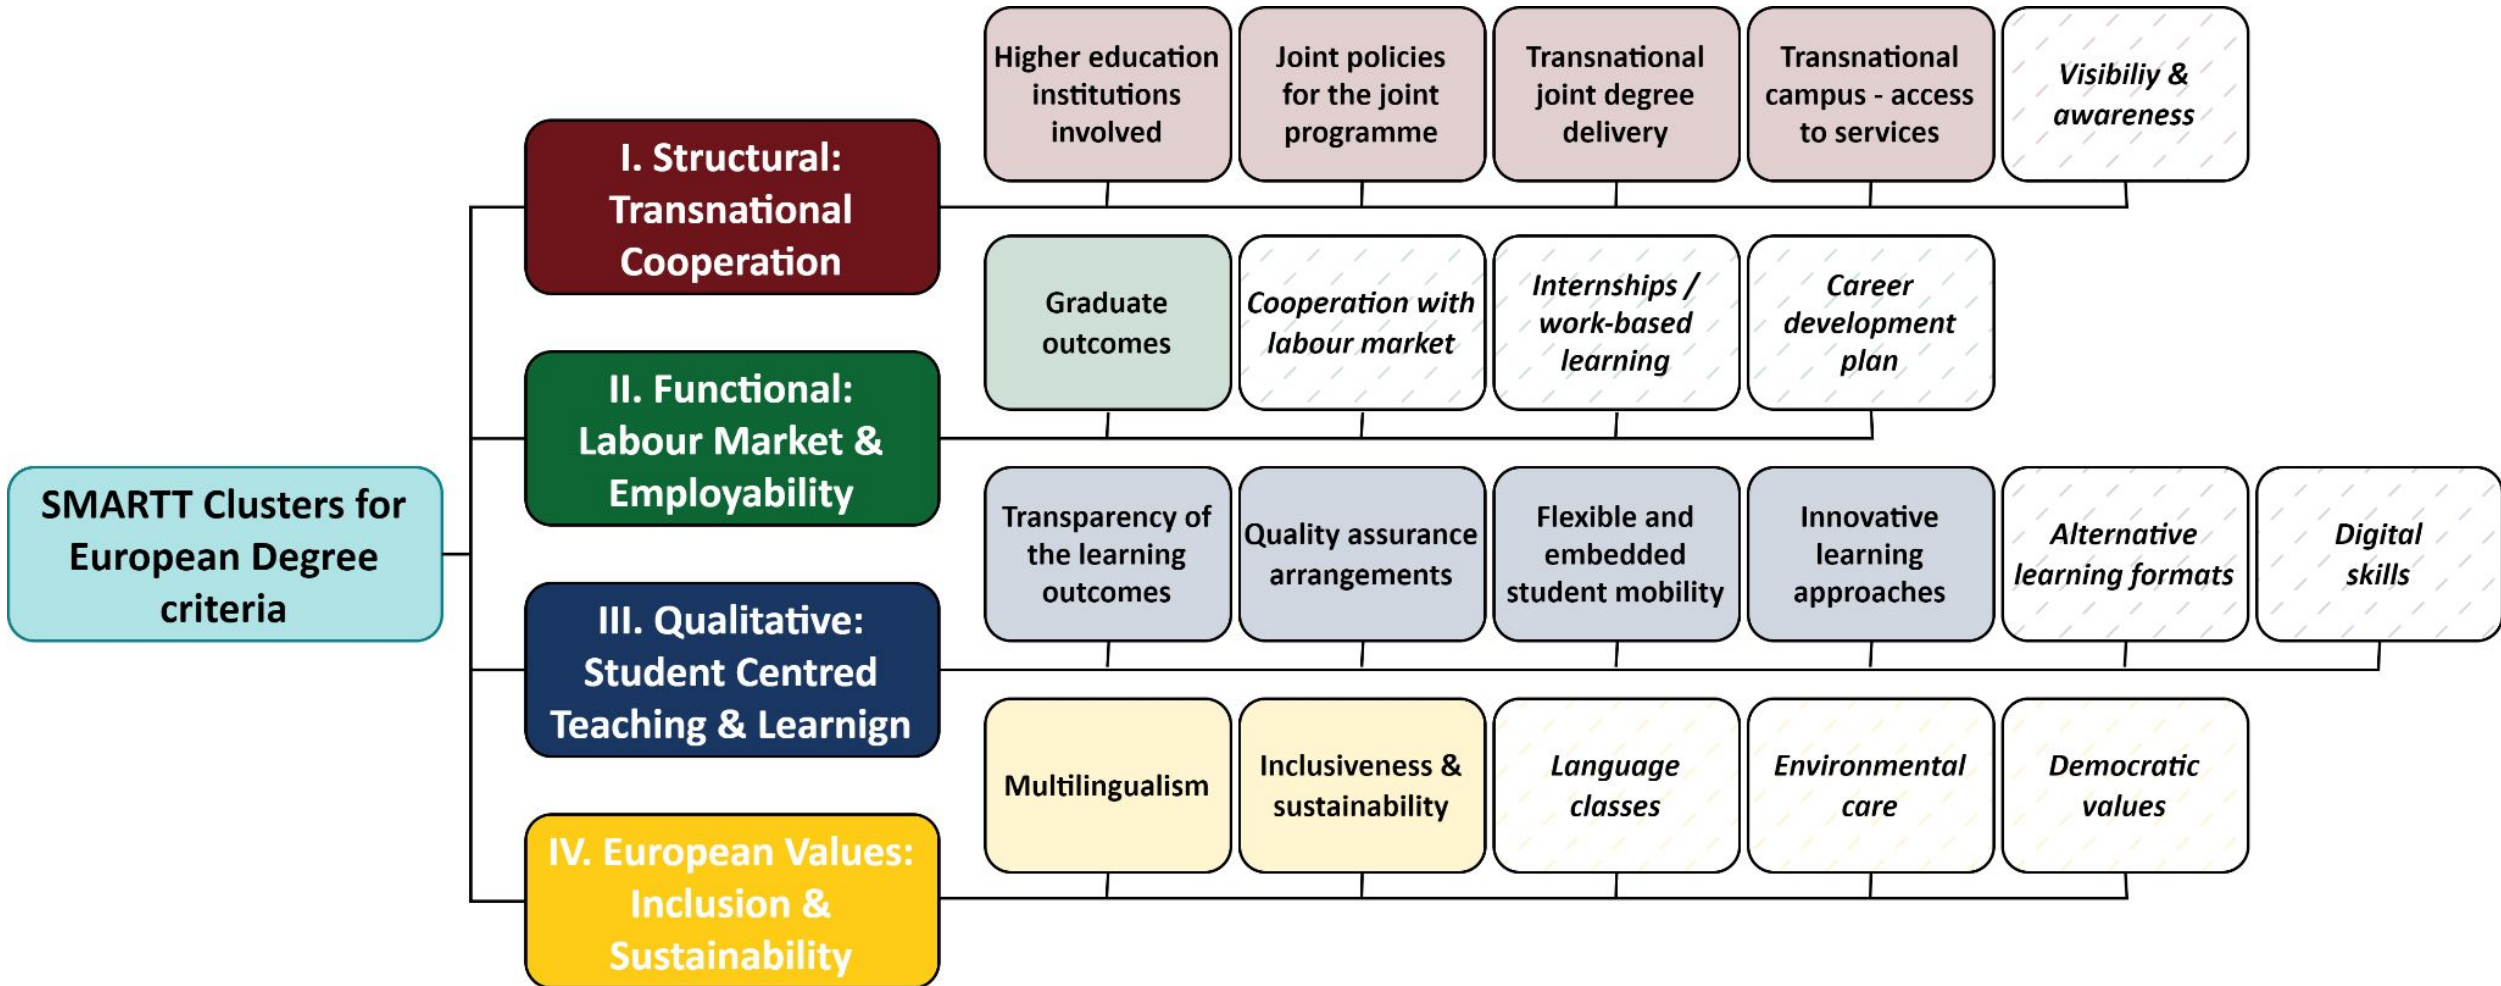 SMARTT Clusters for
European Degree
criteria
I. Structural:
Transnational
Cooperation
Higher education
institutions
involved
Joint policies
for the joint
programme
Transnational
joint degree
delivery
Transnational
campus - access
to services
Visibiliy &
awareness
II. Functional:
Labour Market &
Employability
Graduate
outcomes
Cooperation with
labour market
Internships /
work-based
learning
Career
development
plan
III. Qualitative:
Student Centred
Teaching & Learnign
Transparency of
the learning
outcomes
Quality assurance
arrangements
Flexible and
embedded
student mobility
Innovative
learning
approaches
Alternative
learning formats
Digital
skills
IV. European Values:
Inclusion &
Sustainability
Multilingualism
Inclusiveness &
sustainability
Language
classes
Environmental
care
Democratic
values